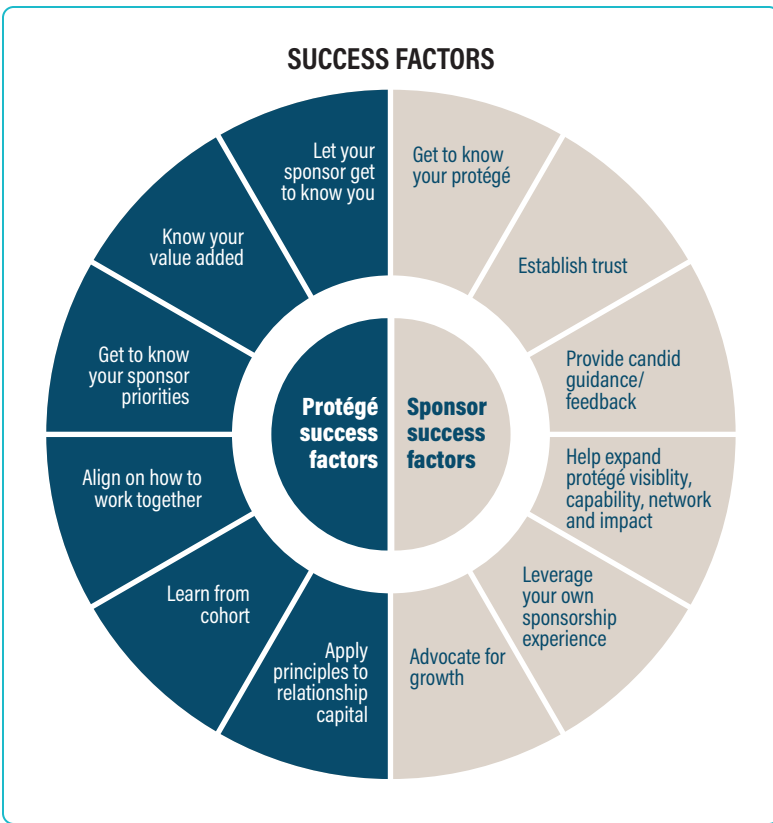 SUCCESS FACTORS
Let your
sponsor get
to know you
Know your
value added
Get to know
your sponsor
priorities
Align on how to
work together
Learn from
cohort
Apply
principles to
relationship
capital
Protégé
success
factors
Sponsor
success
factors
Get to know
your protégé
Establish trust
Provide candid
guidance/
feedback
Help expand
protégé visiblity,
capability, network
and impact
Leverage
your own
sponsorship
experience
Advocate for
growth